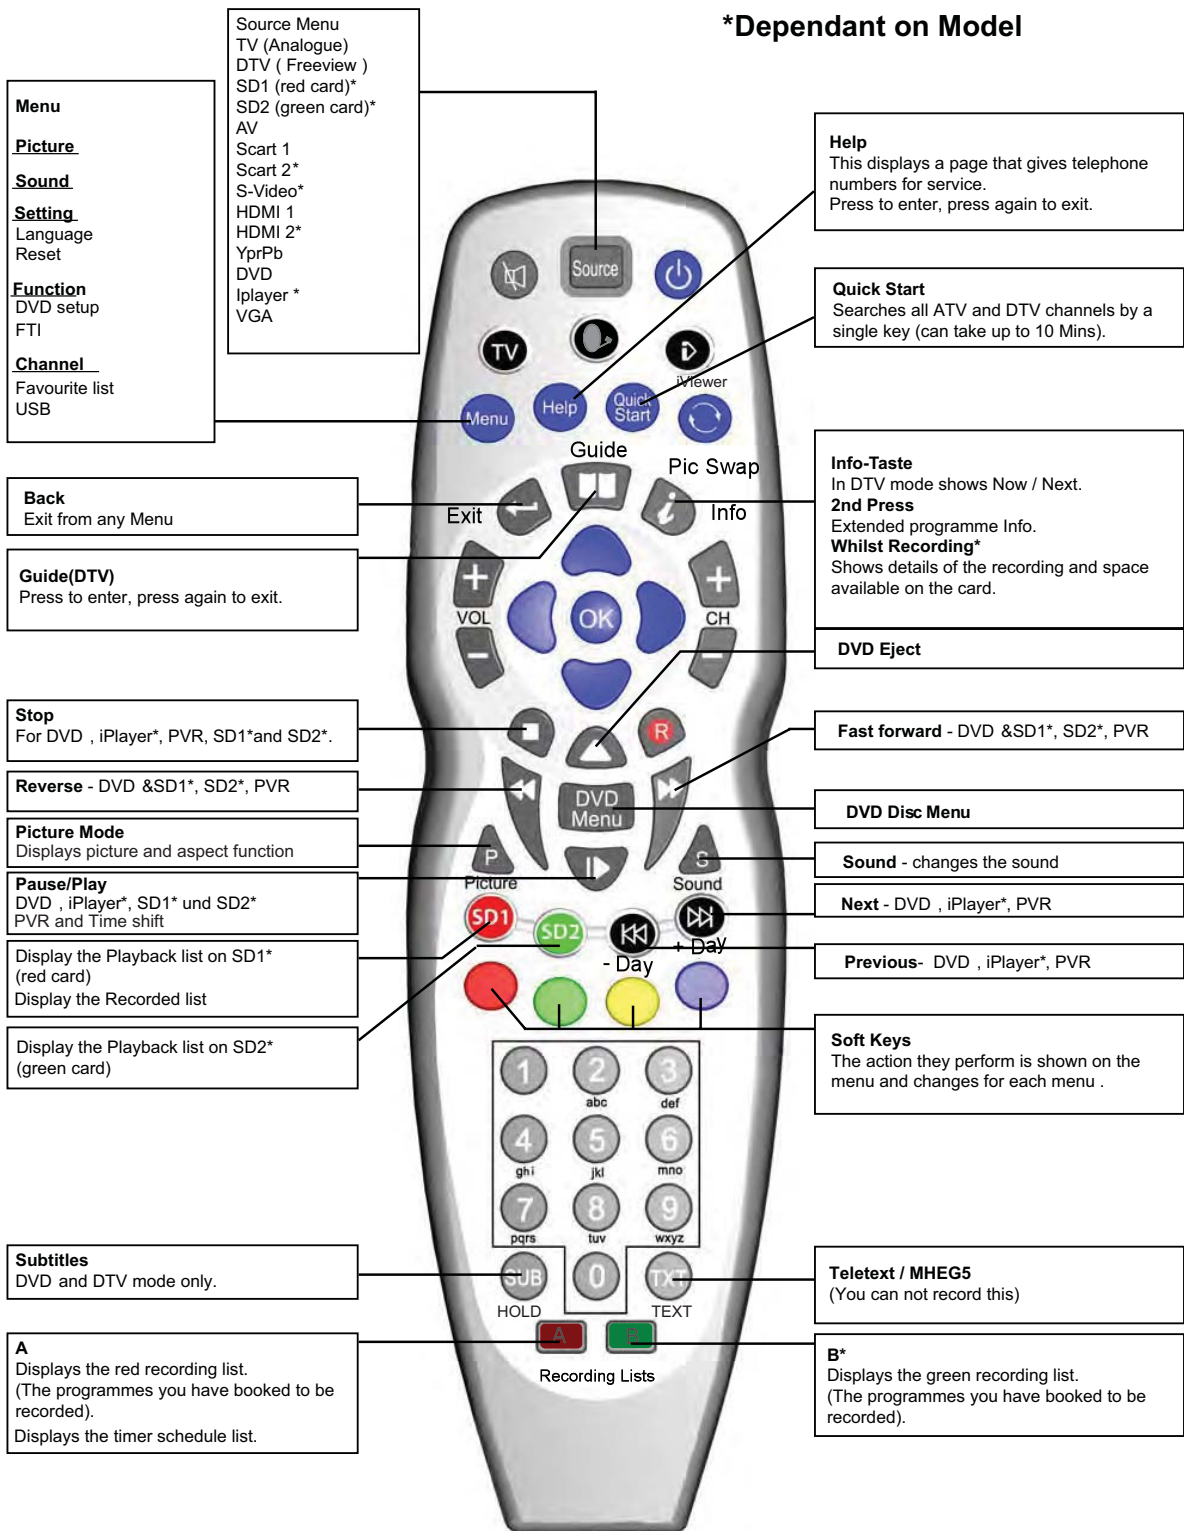 *Dependant on Model
Source Menu
TV (Analogue)
DTV ( Freeview )
SD1 (red card)*
SD2 (green card)*
AV
Scart 1
Scart 2*
S-Video*
HDMI 1
HDMI 2*
YprPb
DVD
Iplayer *
VGA
Menu
Picture
Sound
Setting
Language
Reset
Function
DVD setup
FTI
Channel
Favourite list
USB
Back
Exit from any Menu
Guide(DTV)
Press to enter, press again to exit.
Stop
For DVD , iPlayer*, PVR, SD1*and SD2*.
Reverse - DVD &SD1*, SD2*, PVR
Picture Mode
Displays picture and aspect function
Pause/Play
DVD , iPlayer*, SD1* und SD2*
PVR and Time shift
Display the Playback list on SD1*
(red card)
Display the Recorded list
Display the Playback list on SD2*
(green card)
Subtitles
DVD and DTV mode only.
A
Displays the red recording list.
(The programmes you have booked to be
recorded).
Displays the timer schedule list.
Source
TV
iViewer
Menu
Help
Quick
Start
Guide
Pic Swap
Exit
i
Info
+
+
VOL
OK
CH
-
-
R
DVD
Menu
P
S
Picture
Sound
SD1
SD2
- Day
+ Day
1
2
3
abc
def
4
5
6
ghi
jkl
mno
7
8
9
pqrs
tuv
wxyz
SUB
0
TXT
HOLD
TEXT
A
B
Recording Lists
Help
This displays a page that gives telephone
numbers for service.
Press to enter, press again to exit.
Quick Start
Searches all ATV and DTV channels by a
single key (can take up to 10 Mins).
Info-Taste
In DTV mode shows Now / Next.
2nd Press
Extended programme Info.
Whilst Recording*
Shows details of the recording and space
available on the card.
DVD Eject
Fast forward - DVD &SD1*, SD2*, PVR
DVD Disc Menu
Sound - changes the sound
Next - DVD , iPlayer*, PVR
Previous- DVD , iPlayer*, PVR
Soft Keys
The action they perform is shown on the
menu and changes for each menu .
Teletext / MHEG5
(You can not record this)
B*
Displays the green recording list.
(The programmes you have booked to be
recorded).